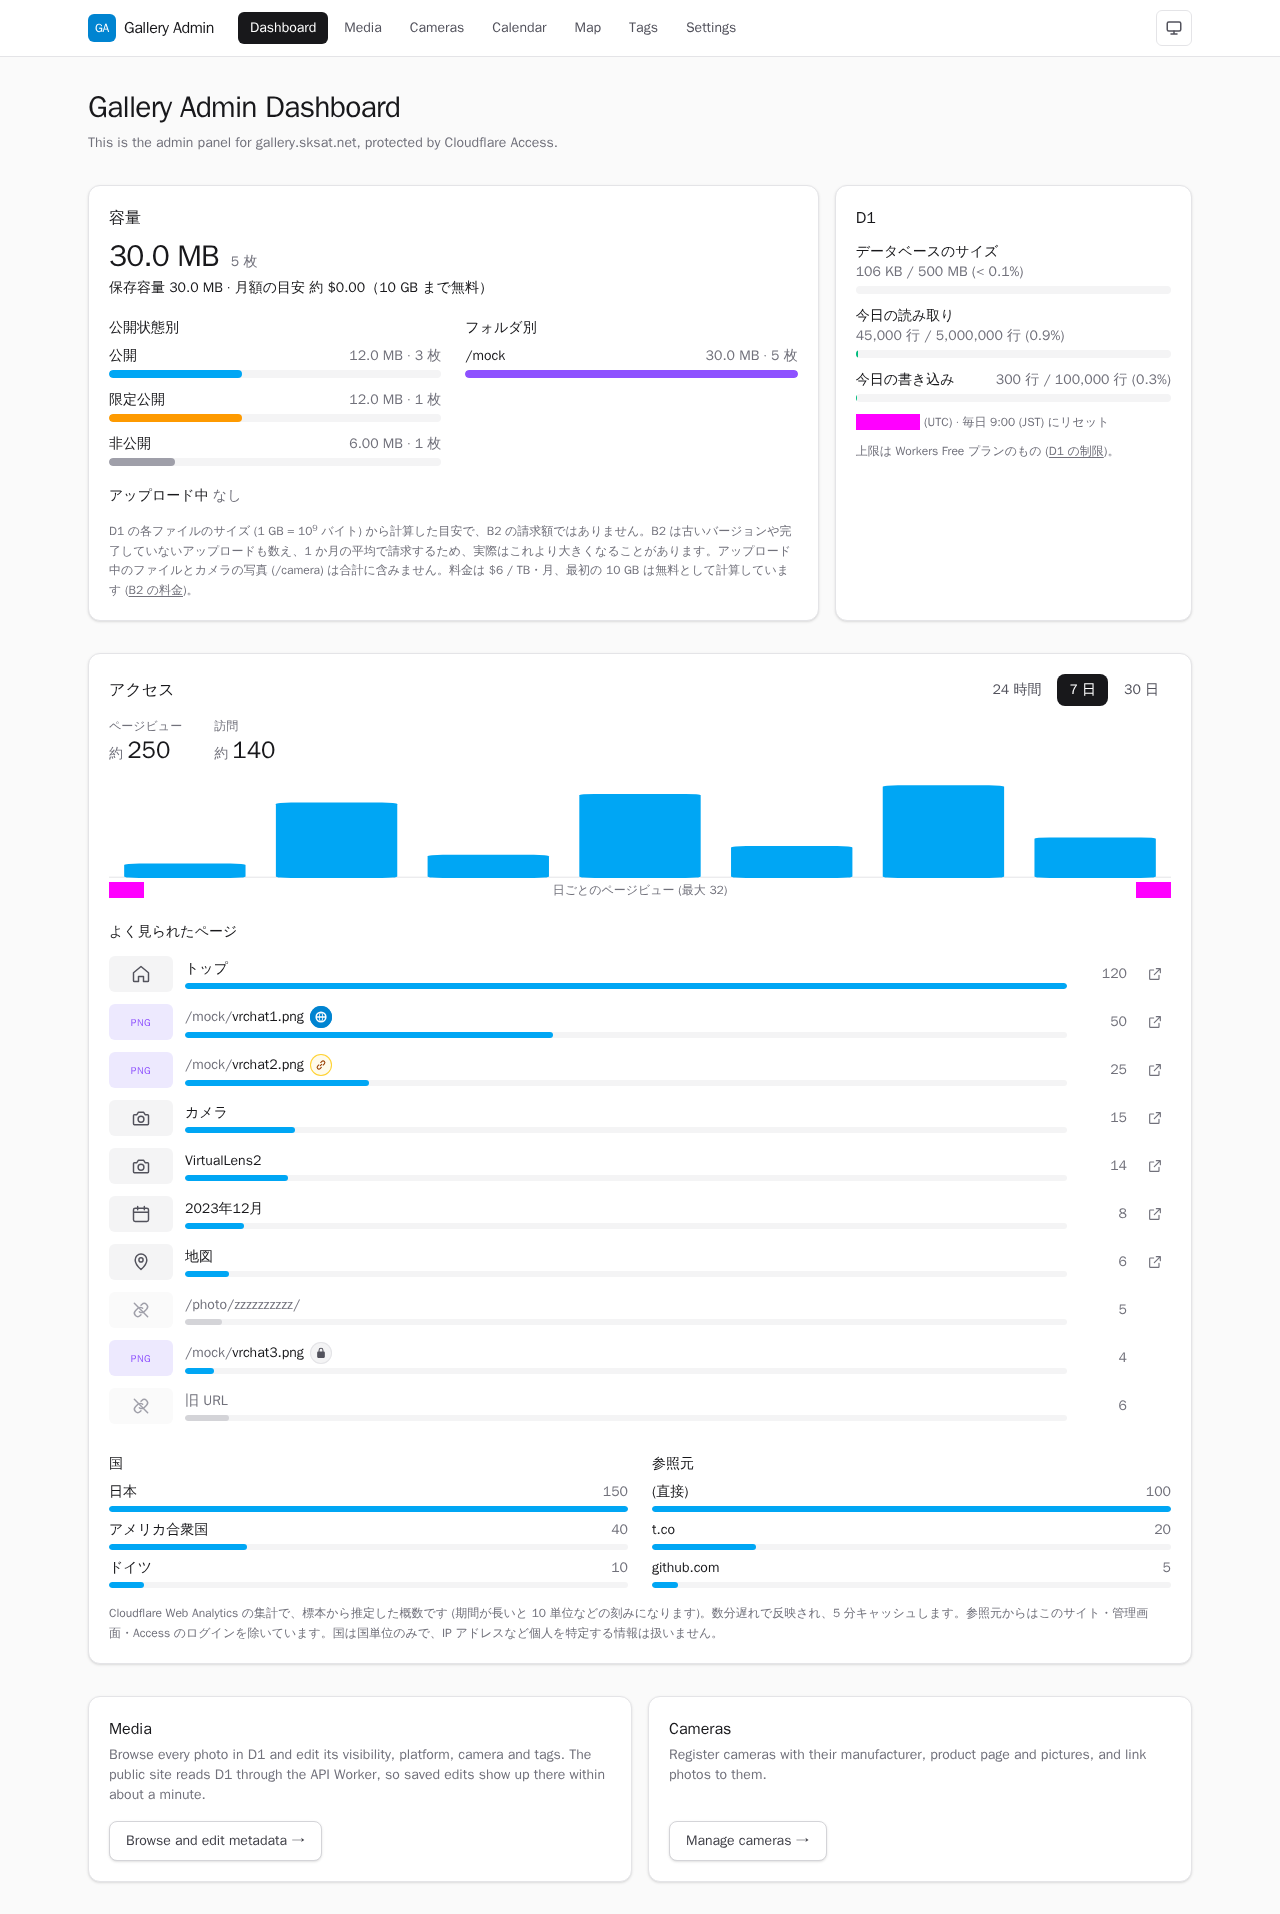 GA Gallery Admin Dashboard Media Cameras Calendar Map Tags Settings
Gallery Admin Dashboard
This is the admin panel for gallery.sksat.net, protected by Cloudflare Access.
容量
30.0 MB 5 枚
保存容量 30.0 MB · 月額の目安 約 $0.00（10 GB まで無料）
公開状態別
公開 12.0 MB · 3 枚
限定公開 12.0 MB · 1 枚
非公開 6.00 MB · 1 枚
フォルダ別
/mock 30.0 MB · 5 枚
アップロード中 なし
D1 の各ファイルのサイズ (1 GB = 10⁹ バイト) から計算した目安で、B2 の請求額ではありません。B2 は古いバージョンや完
了していないアップロードも数え、1 か月の平均で請求するため、実際はこれより大きくなることがあります。アップロード
中のファイルとカメラの写真 (/camera) は合計に含みません。料金は $6 / TB・月、最初の 10 GB は無料として計算していま
す (B2 の料金)。
D1
データベースのサイズ
106 KB / 500 MB (< 0.1%)
今日の読み取り
45,000 行 / 5,000,000 行 (0.9%)
今日の書き込み 300 行 / 100,000 行 (0.3%)
(UTC) · 毎日 9:00 (JST) にリセット
上限は Workers Free プランのもの (D1 の制限)。
アクセス 24 時間 7 日 30 日
ページビュー 訪問
約 250 約 140
日ごとのページビュー (最大 32)
よく見られたページ
トップ 120
PNG /mock/vrchat1.png 50
PNG /mock/vrchat2.png 25
カメラ 15
VirtualLens2 14
2023年12月 8
地図 6
/photo/zzzzzzzzzz/ 5
PNG /mock/vrchat3.png 4
旧 URL 6
国
日本 150
アメリカ合衆国 40
ドイツ 10
参照元
(直接) 100
t.co 20
github.com 5
Cloudflare Web Analytics の集計で、標本から推定した概数です (期間が長いと 10 単位などの刻みになります)。数分遅れで反映され、5 分キャッシュします。参照元からはこのサイト・管理画
面・Access のログインを除いています。国は国単位のみで、IP アドレスなど個人を特定する情報は扱いません。
Media
Browse every photo in D1 and edit its visibility, platform, camera and tags. The
public site reads D1 through the API Worker, so saved edits show up there within
about a minute.
Browse and edit metadata →
Cameras
Register cameras with their manufacturer, product page and pictures, and link
photos to them.
Manage cameras →